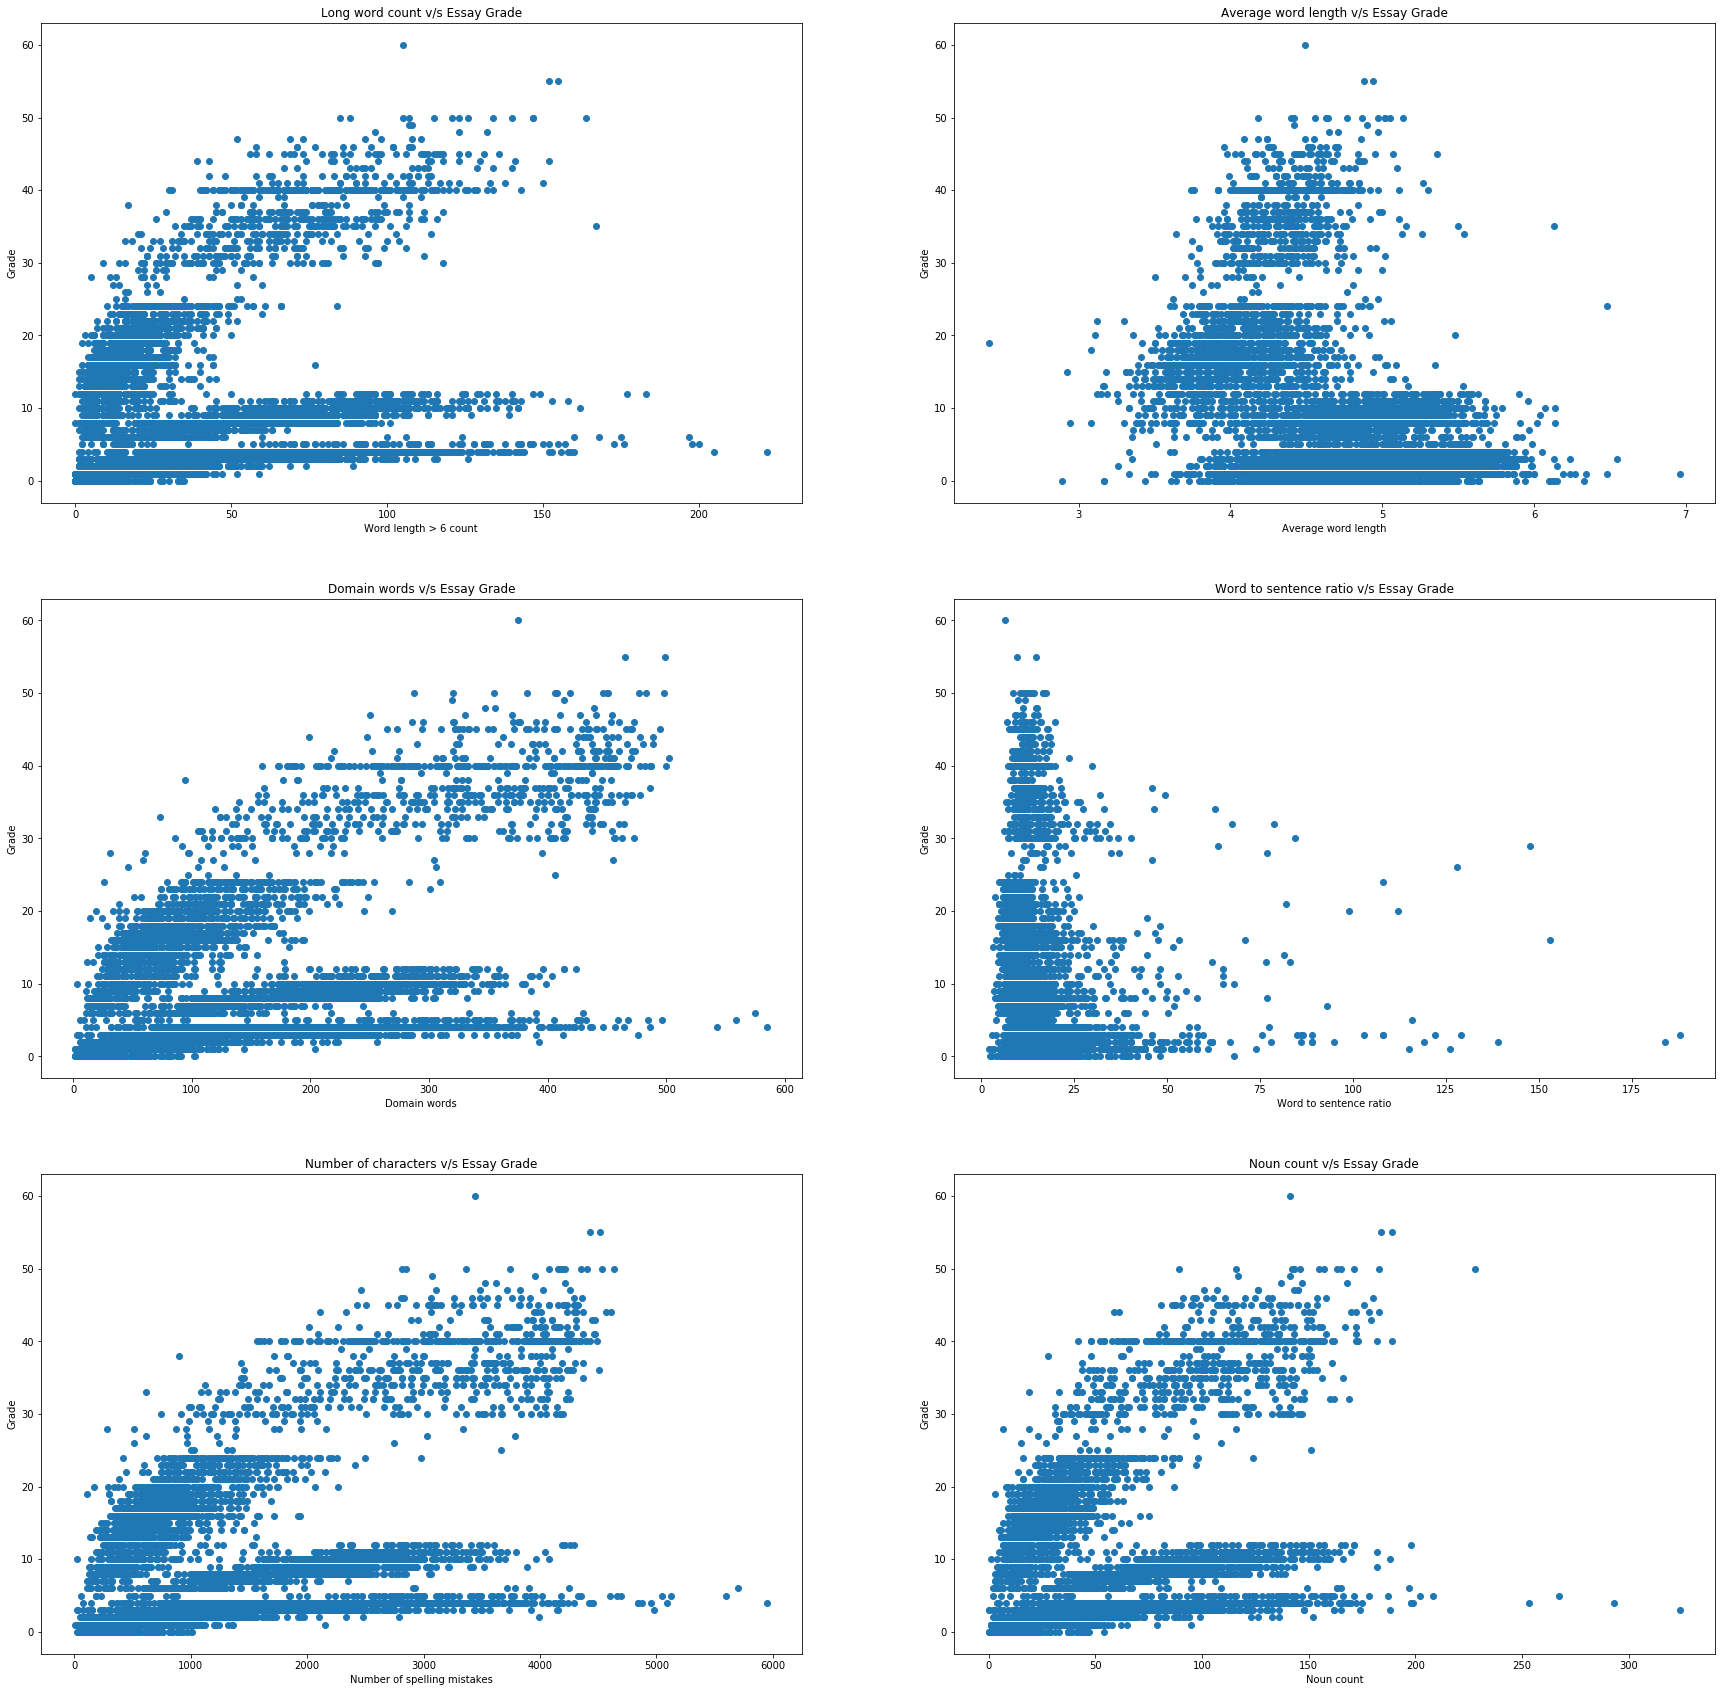 Long word count v/s Essay Grade
Average word length v/s Essay Grade
60
50
40
30
20
10
0
Grade
0 50 100 150 200
Word length > 6 count
60
50
40
30
20
10
0
Grade
3 4 5 6 7
Average word length
Domain words v/s Essay Grade
Word to sentence ratio v/s Essay Grade
60
50
40
30
20
10
0
Grade
0 100 200 300 400 500 600
Domain words
60
50
40
30
20
10
0
Grade
0 25 50 75 100 125 150 175
Word to sentence ratio
Number of characters v/s Essay Grade
Noun count v/s Essay Grade
60
50
40
30
20
10
0
Grade
0 1000 2000 3000 4000 5000 6000
Number of spelling mistakes
60
50
40
30
20
10
0
Grade
0 50 100 150 200 250 300
Noun count